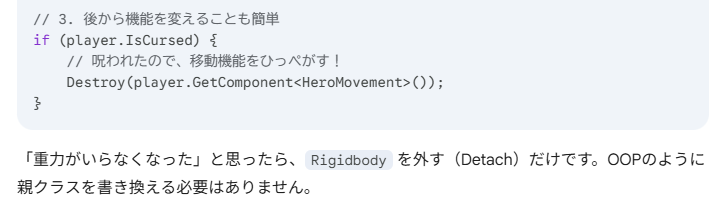 // 3. 後から機能を変えることも簡単
if (player.IsCursed) {
    // 呪われたので、移動機能をひっぺがす！
    Destroy(player.GetComponent<HeroMovement>());
}
「重力がいらなくなった」と思ったら、 Rigidbody を外す（Detach）だけです。OOPのように
親クラスを書き換える必要はありません。